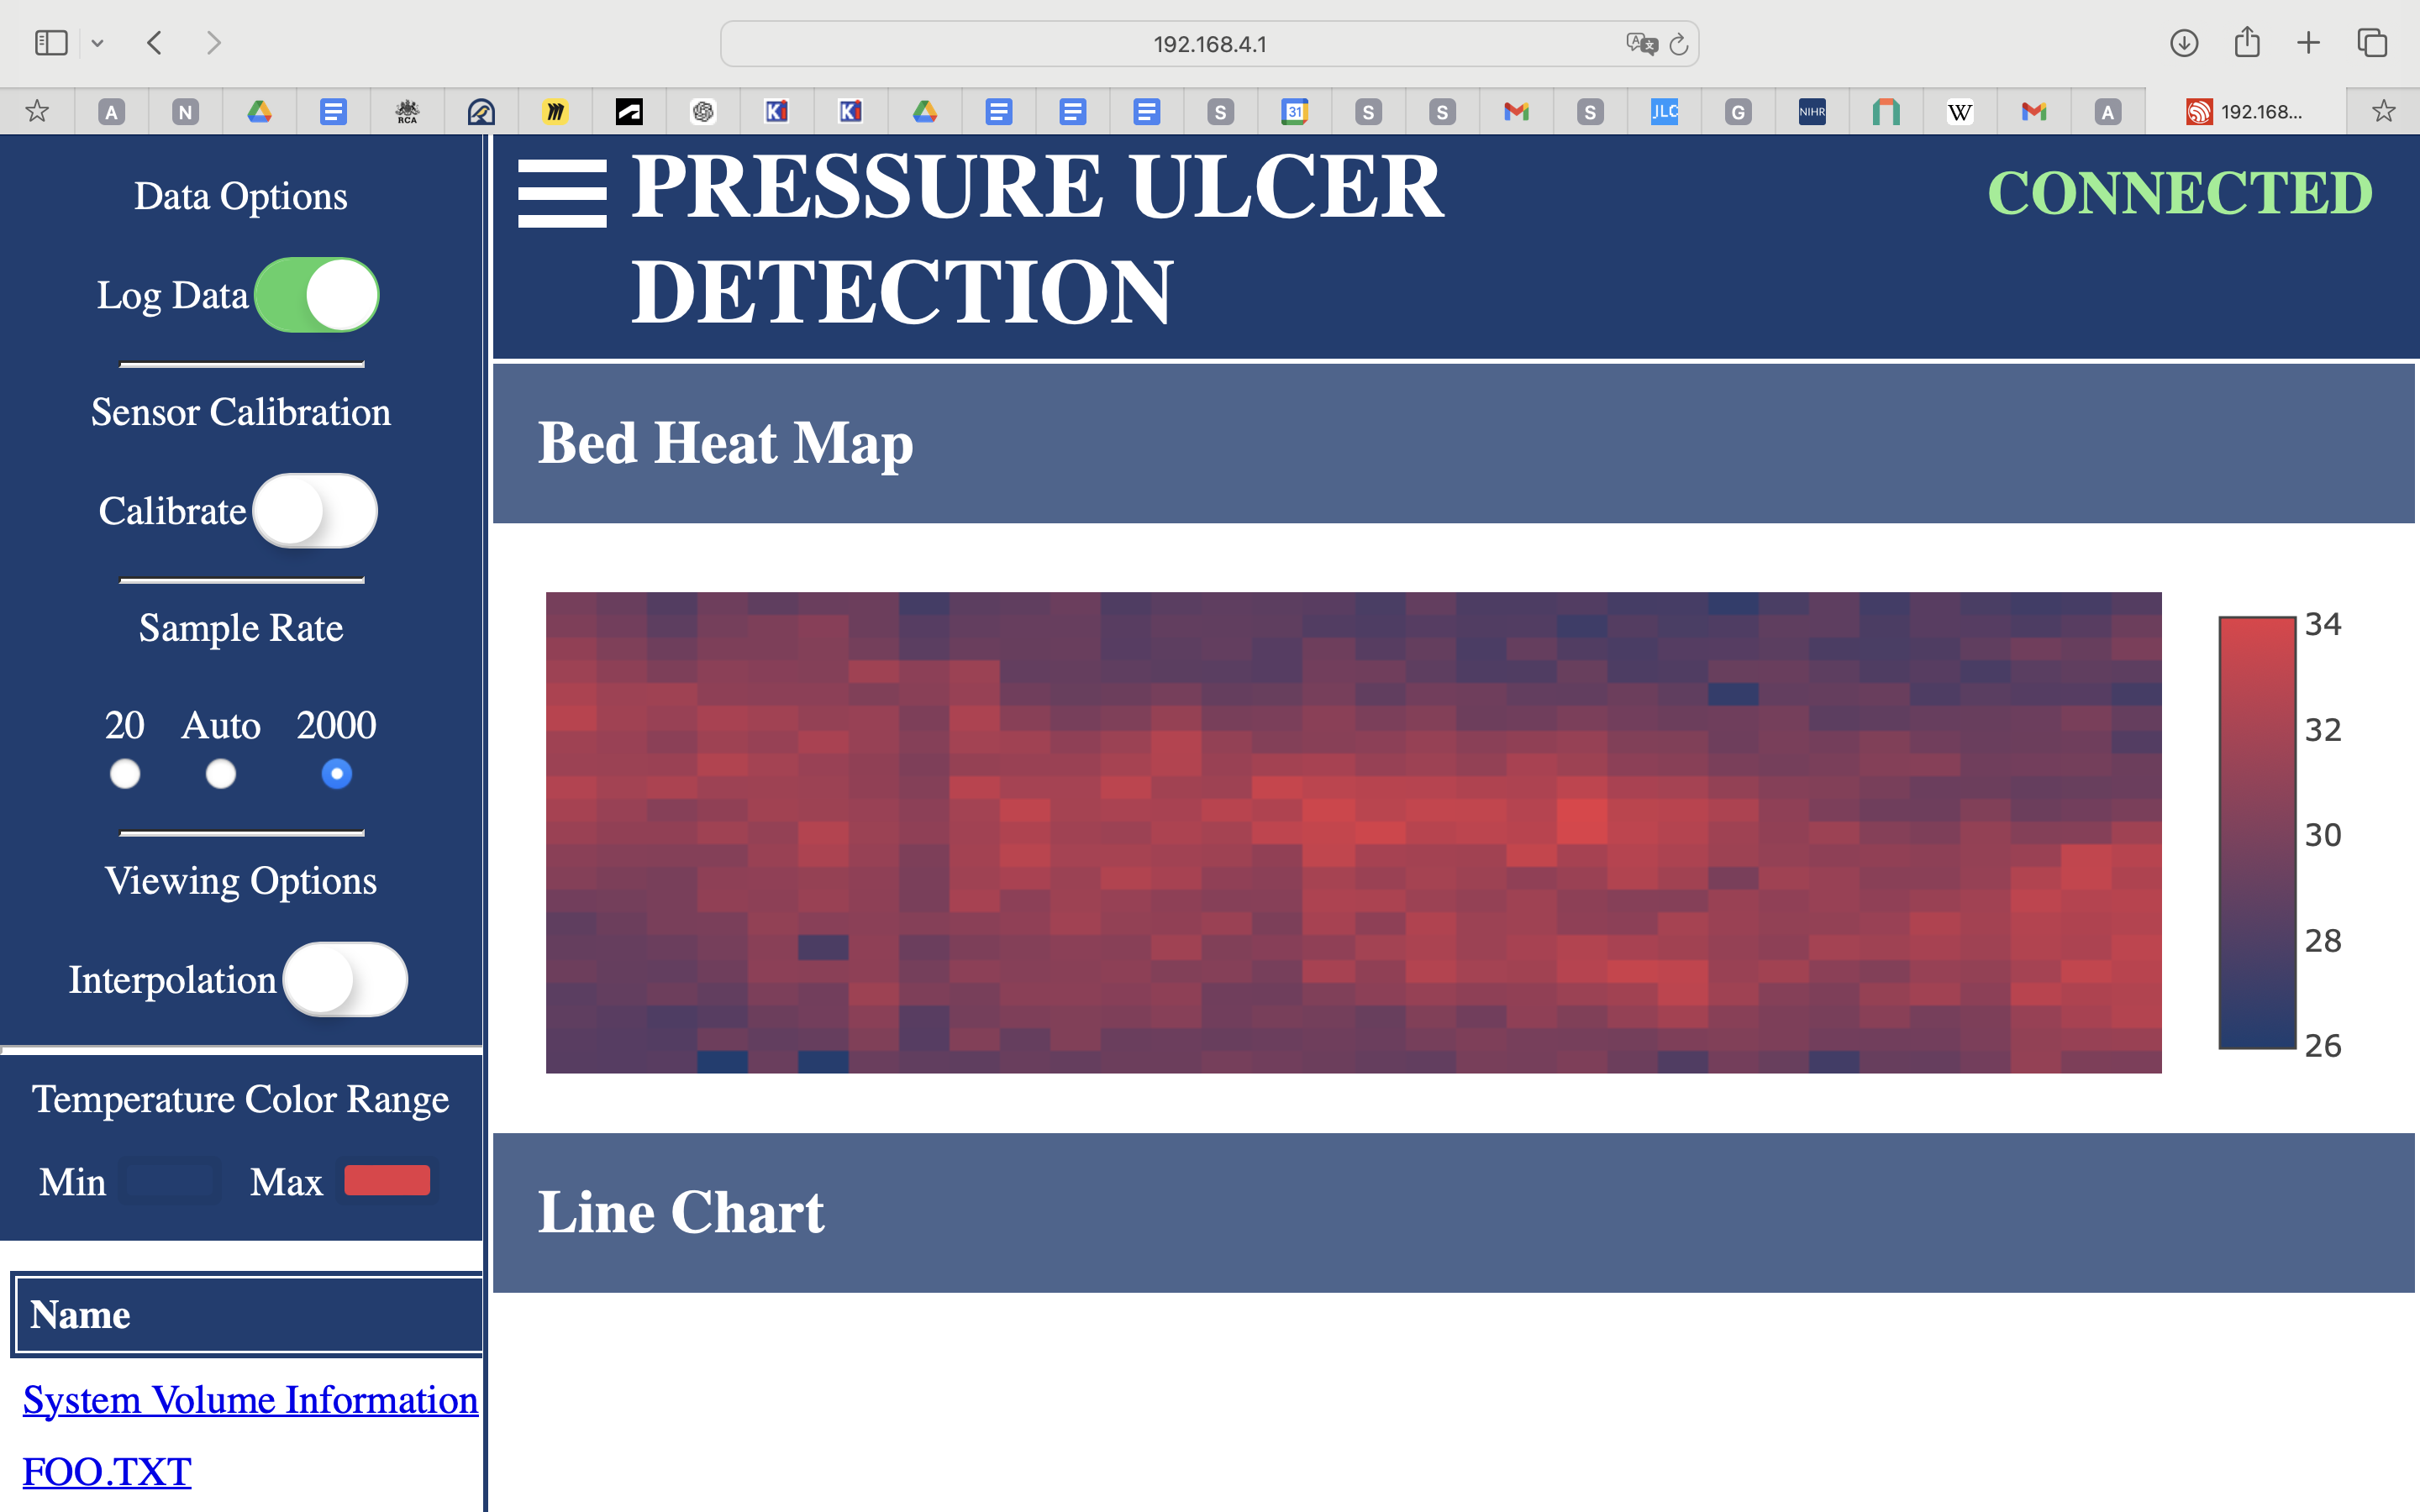 192.168.4.1
A
N
RCA
S
31
S
S
S
JLC
G
NIHR
W
A
192.168...
Data Options
Log Data
Sensor Calibration
Calibrate
Sample Rate
20 Auto 2000
Viewing Options
Interpolation
Temperature Color Range
Min Max
Name
System Volume Information
FOO.TXT
PRESSURE ULCER
DETECTION
CONNECTED
Bed Heat Map
34
32
30
28
26
Line Chart